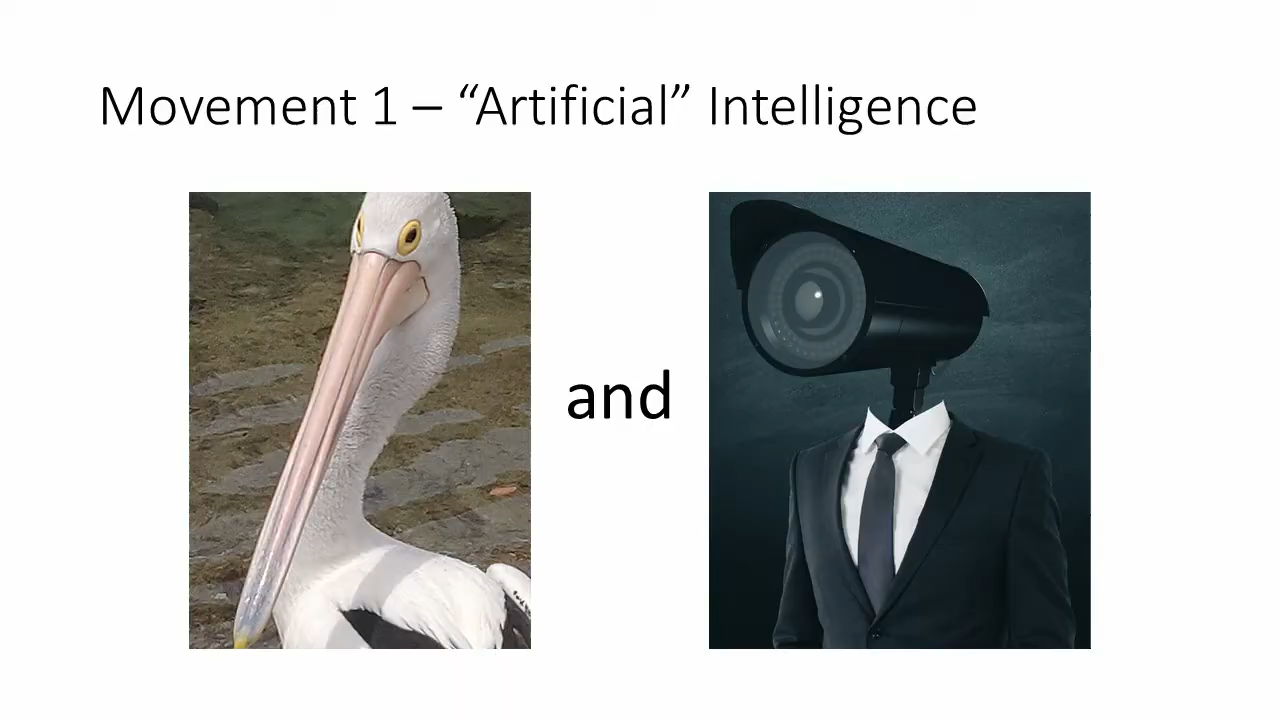 Movement 1 – “Artificial” Intelligence
and